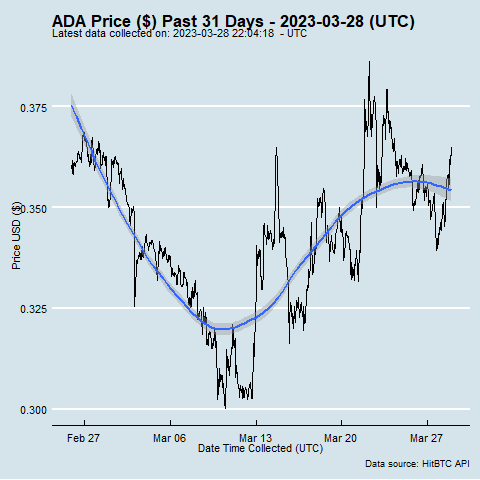 ADA Price ($) Past 31 Days - 2023-03-28 (UTC)
Latest data collected on: 2023-03-28 22:04:18 - UTC
0.375
0.350
0.325
0.300
Price USD ($)
Feb 27
Mar 06
Mar 13
Mar 20
Mar 27
Date Time Collected (UTC)
Data source: HitBTC API